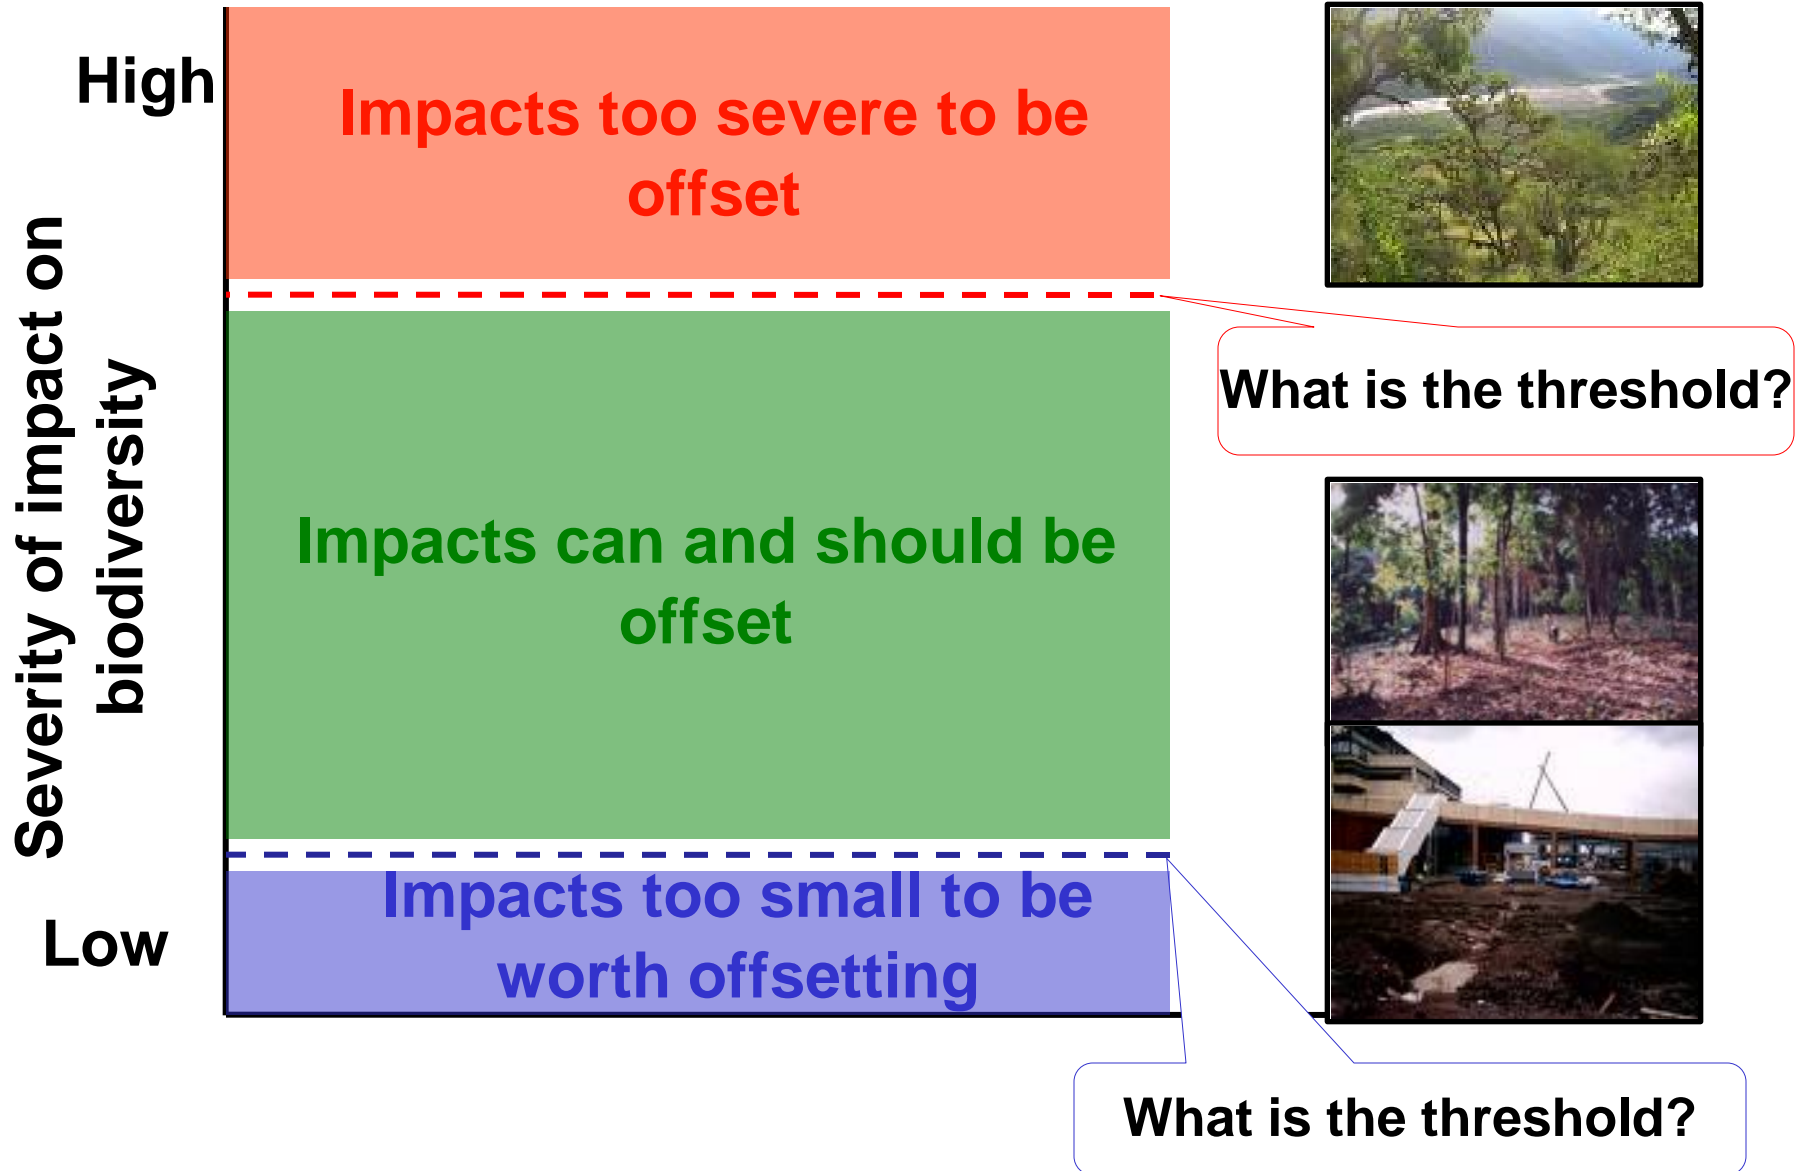 High
Impacts too severe to be
offset
Severity of impact on
biodiversity
What is the threshold?
Impacts can and should be
offset
Impacts too small to be
worth offsetting
Low
What is the threshold?